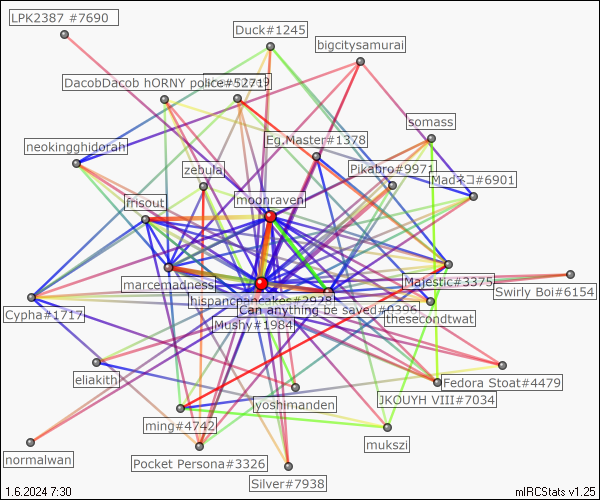 LPK2387 #7690
Duck#1245
bigcitysamurai
DacobDacob hORNY police#5271
somass
Eg.Master#1378
neokingghidorah
zebula
Pikabro#9971
Madネコ#6901
moonraven
frisout
marcemadness
Majestic#3375
Swirly Boi#6154
hispancpancakes#2928
Can anything be saved#0396
Cypha#1717
Mushy#1984
thesecondtwat
eliakithi
Fedora Stoat#4479
yoshimanden
JKOUYH VIII#7034
ming#4742
mukszi
normalwan
Pocket Persona#3326
Silver#7938
1.6.2024 7:30
mIRCStats v1.25